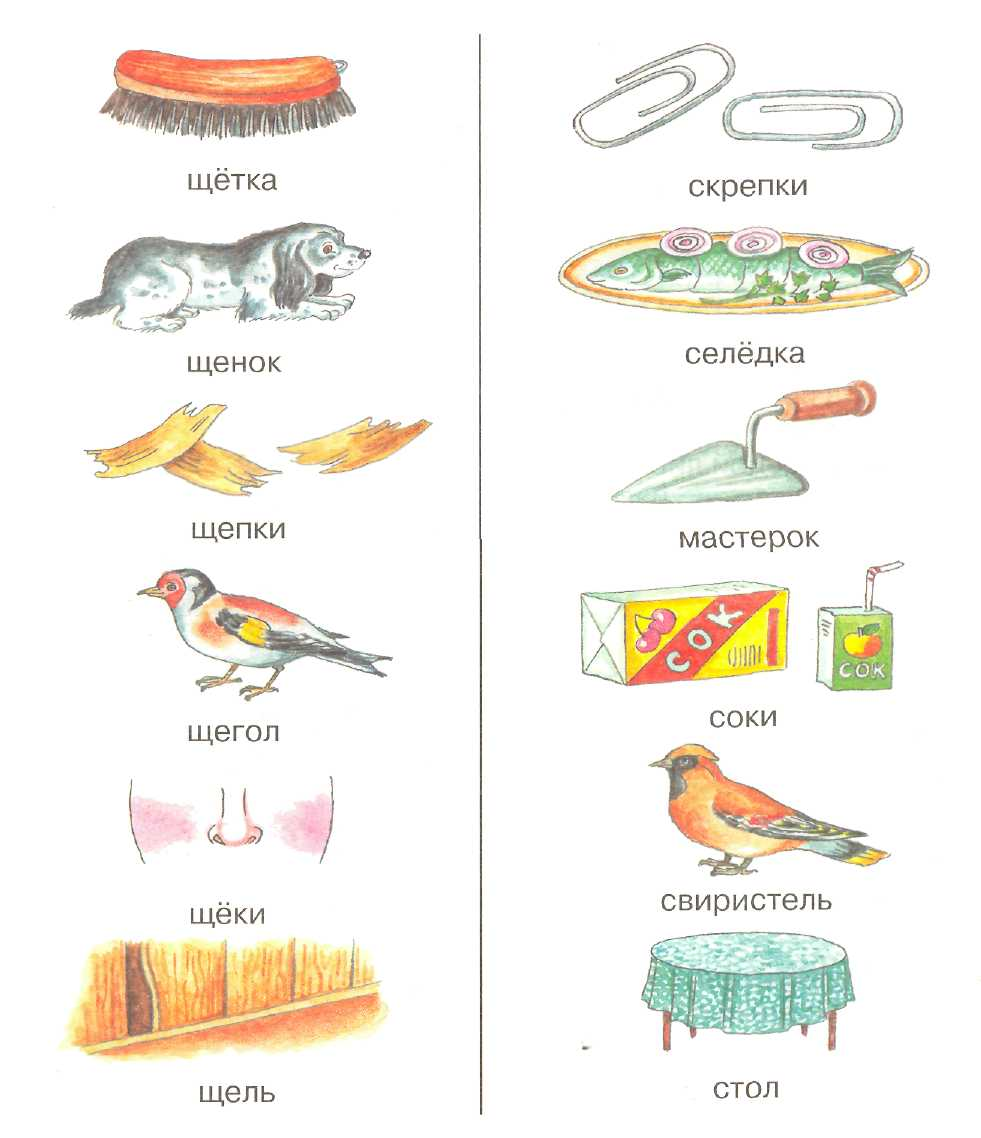 щётка
щенок
щепки
щегол
щёки
щель
скрепки
селёдка
мастерок
СОК
СОК
соки
свиристель
стол